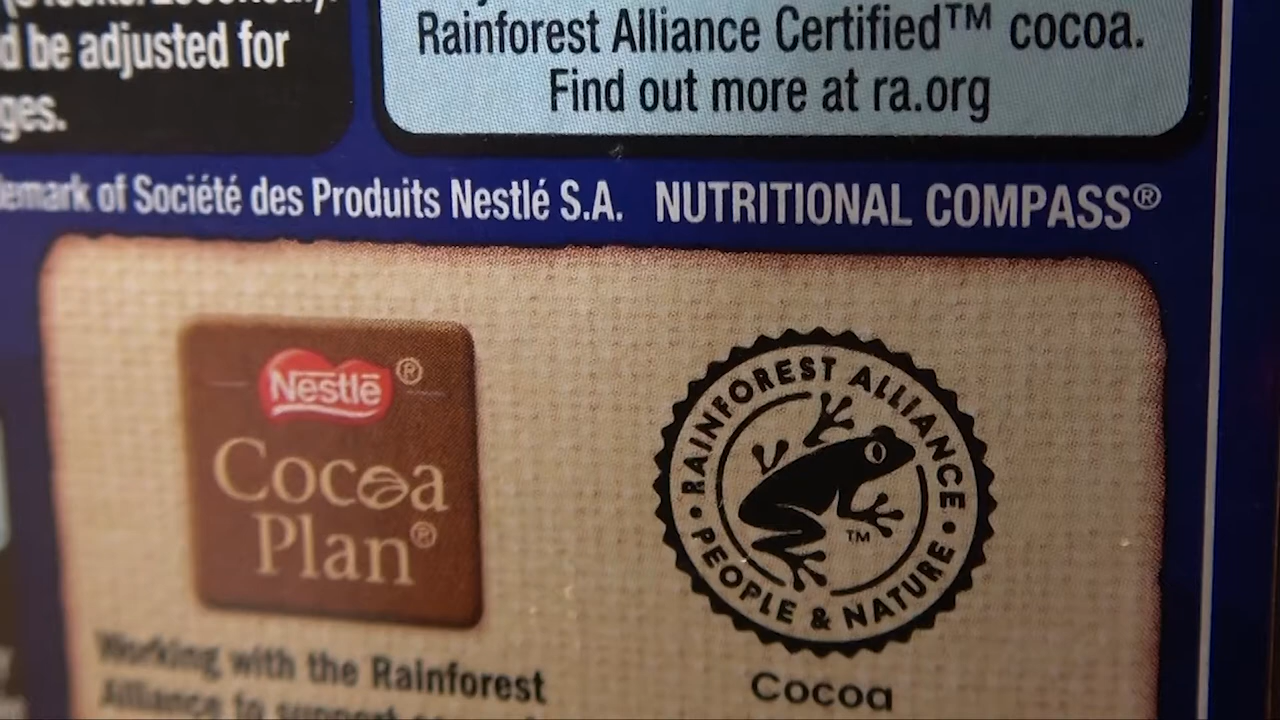 be adjusted for
ges.
Rainforest Alliance Certified™ cocoa.
Find out more at ra.org
emark of Société des Produits Nestlé S.A. NUTRITIONAL COMPASS®
Nestlé®
Cocoa
Plan®
RAINFOREST ALLIANCE
• PEOPLE & NATURE •
TM
Cocoa
Working with the Rainforest
Alliance to support